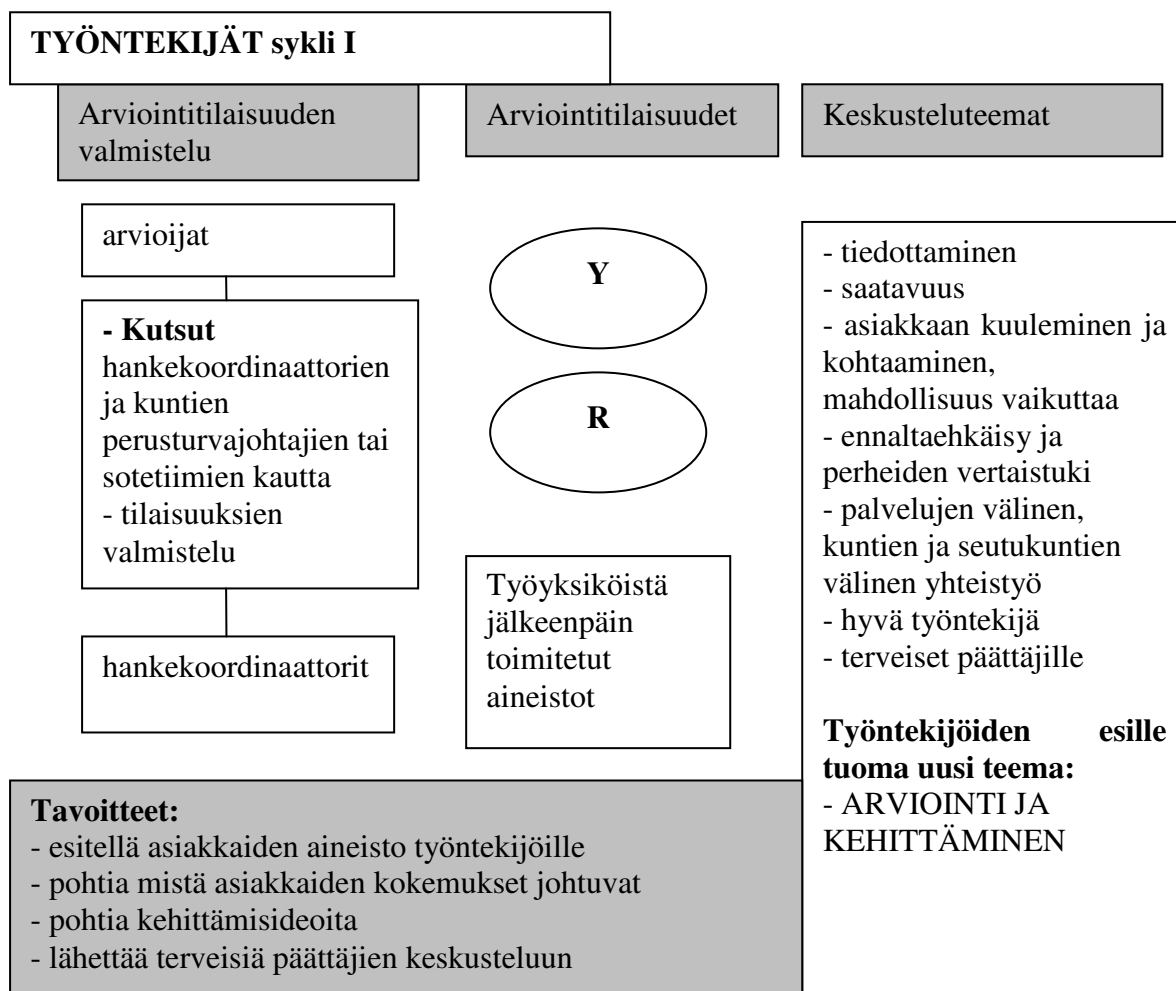 TYÖNTEKIJÄT sykli I
Arviointitilaisuuden
valmistelu
arvioijat
- Kutsut
hankekoordinaattorien
ja kuntien
perusturvajohtajien tai
sotetiimien kautta
- tilaisuuksien
valmistelu
hankekoordinaattorit
Arviointitilaisuudet
Y
R
Työyksiköistä
jälkeenpäin
toimitetut
aineistot
Keskusteluteemat
- tiedottaminen
- saatavuus
- asiakkaan kuuleminen ja
kohtaaminen,
mahdollisuus vaikuttaa
- ennaltaehkäisy ja
perheiden vertaistuki
- palvelujen välinen,
kuntien ja seutukuntien
välinen yhteistyö
- hyvä työntekijä
- terveiset päättäjille
Työntekijöiden esille
tuoma uusi teema:
- ARVIOINTI JA
KEHITTÄMINEN
Tavoitteet:
- esitellä asiakkaiden aineisto työntekijöille
- pohtia mistä asiakkaiden kokemukset johtuvat
- pohtia kehittämisideoita
- lähettää terveisiä päättäjien keskusteluun